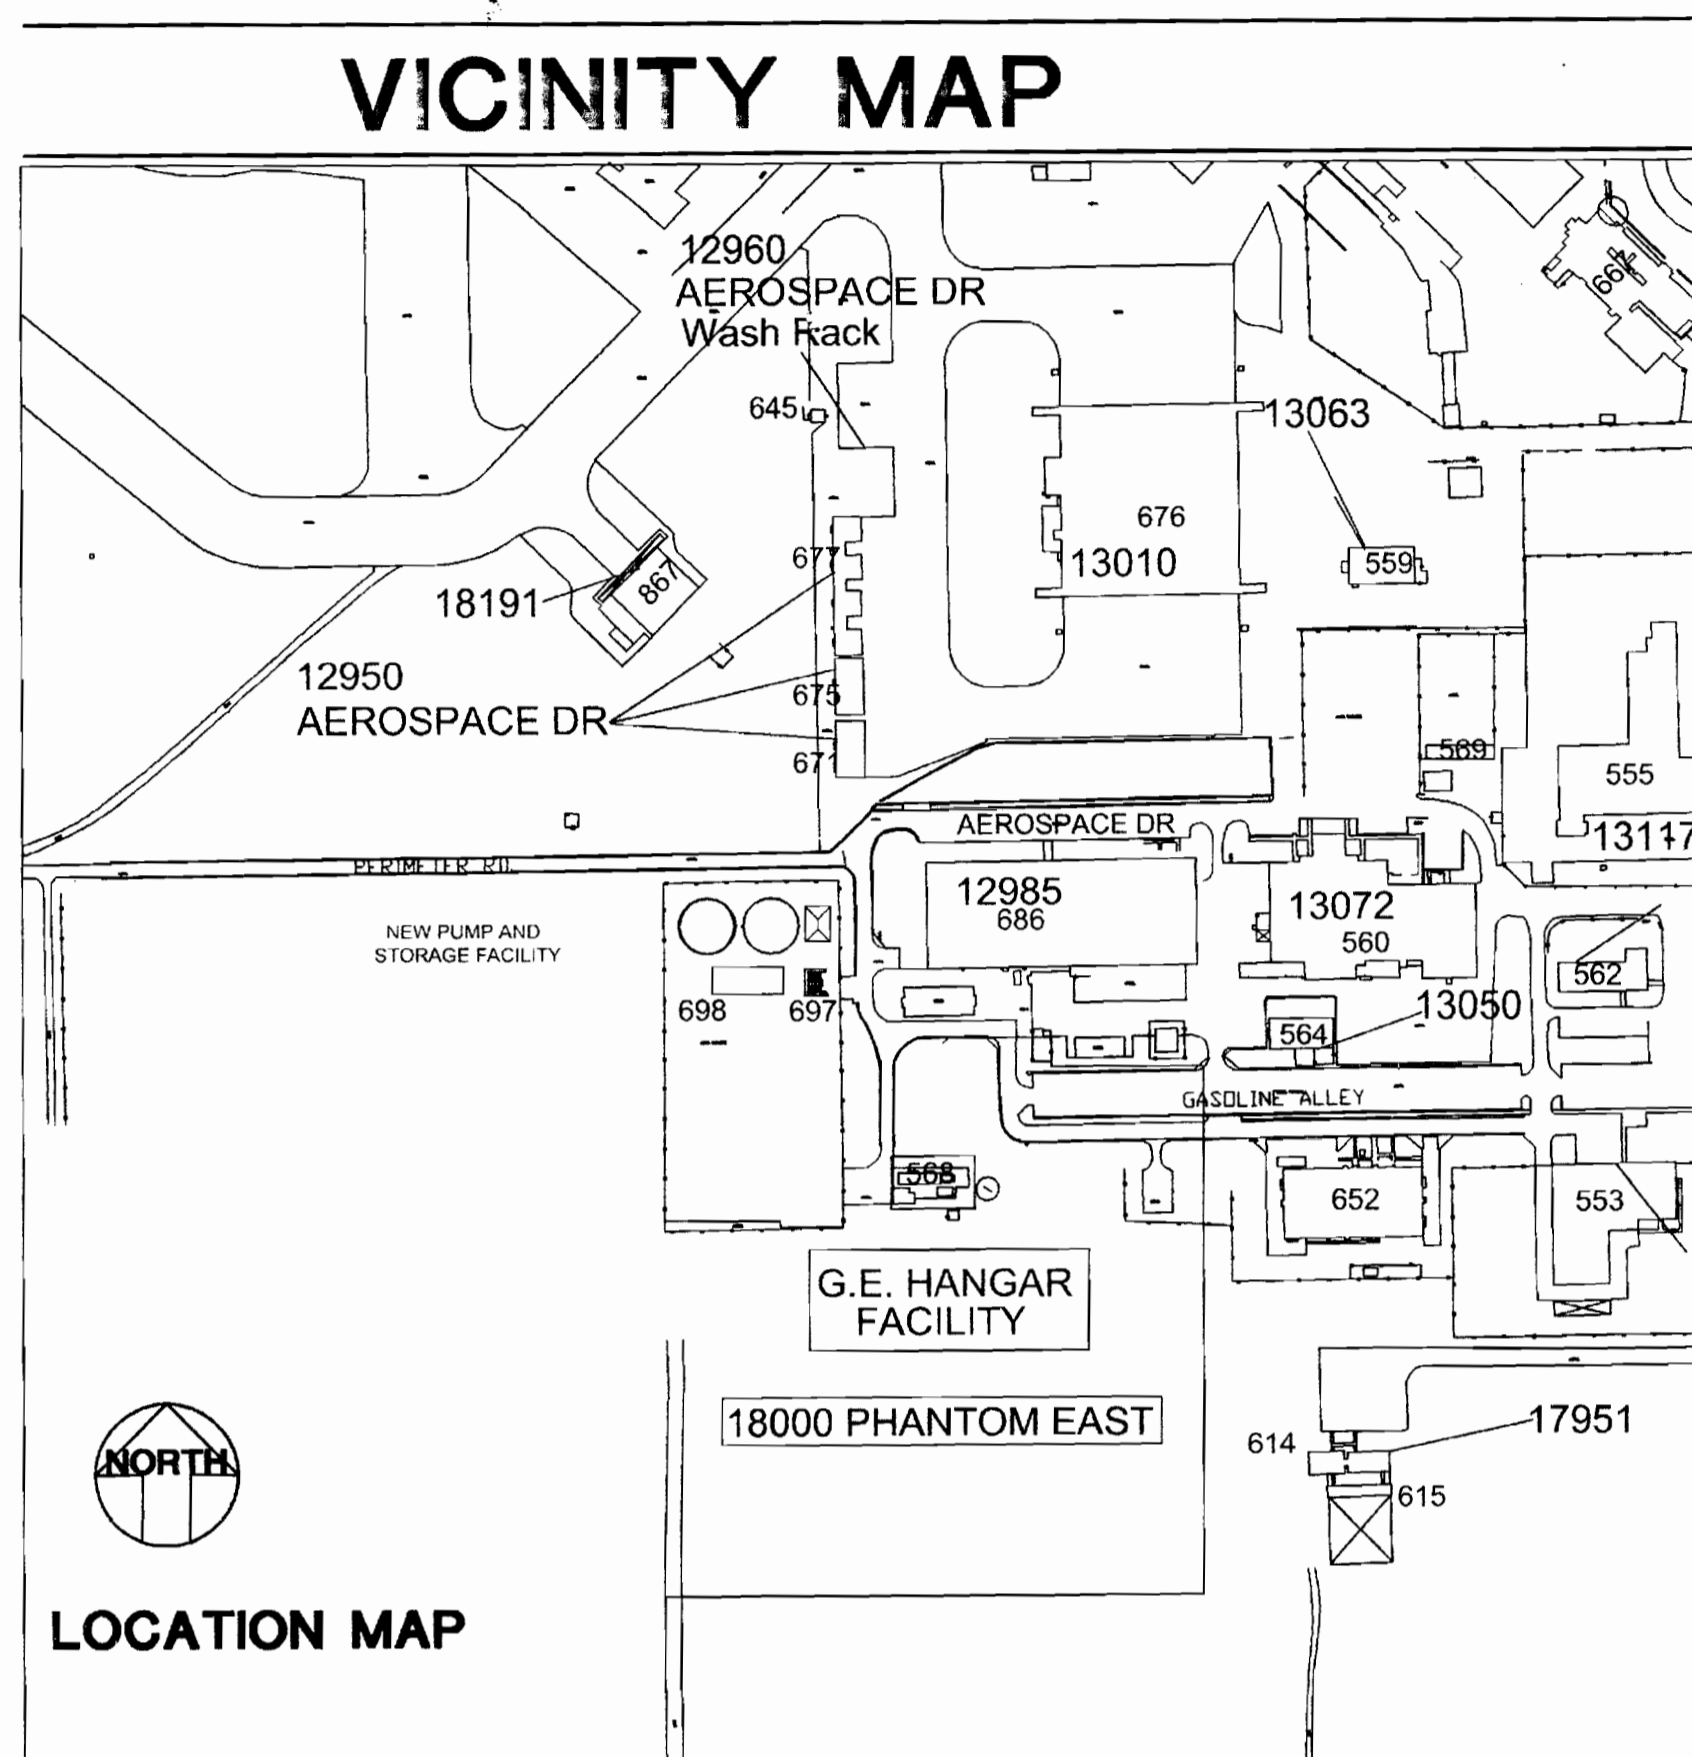 VICINITY MAP
12960
AEROSPACE DR
Wash Rack
645
13063
676
13010
559
677
18191
867
661
12950
AEROSPACE DR
675
671
569
555
13117
AEROSPACE DR
PERIMETER RD.
12985
686
13072
560
NEW PUMP AND
STORAGE FACILITY
562
698
697
13050
564
GASOLINE ALLEY
568
652
553
G.E. HANGAR
FACILITY
18000 PHANTOM EAST
17951
614
615
NORTH
LOCATION MAP